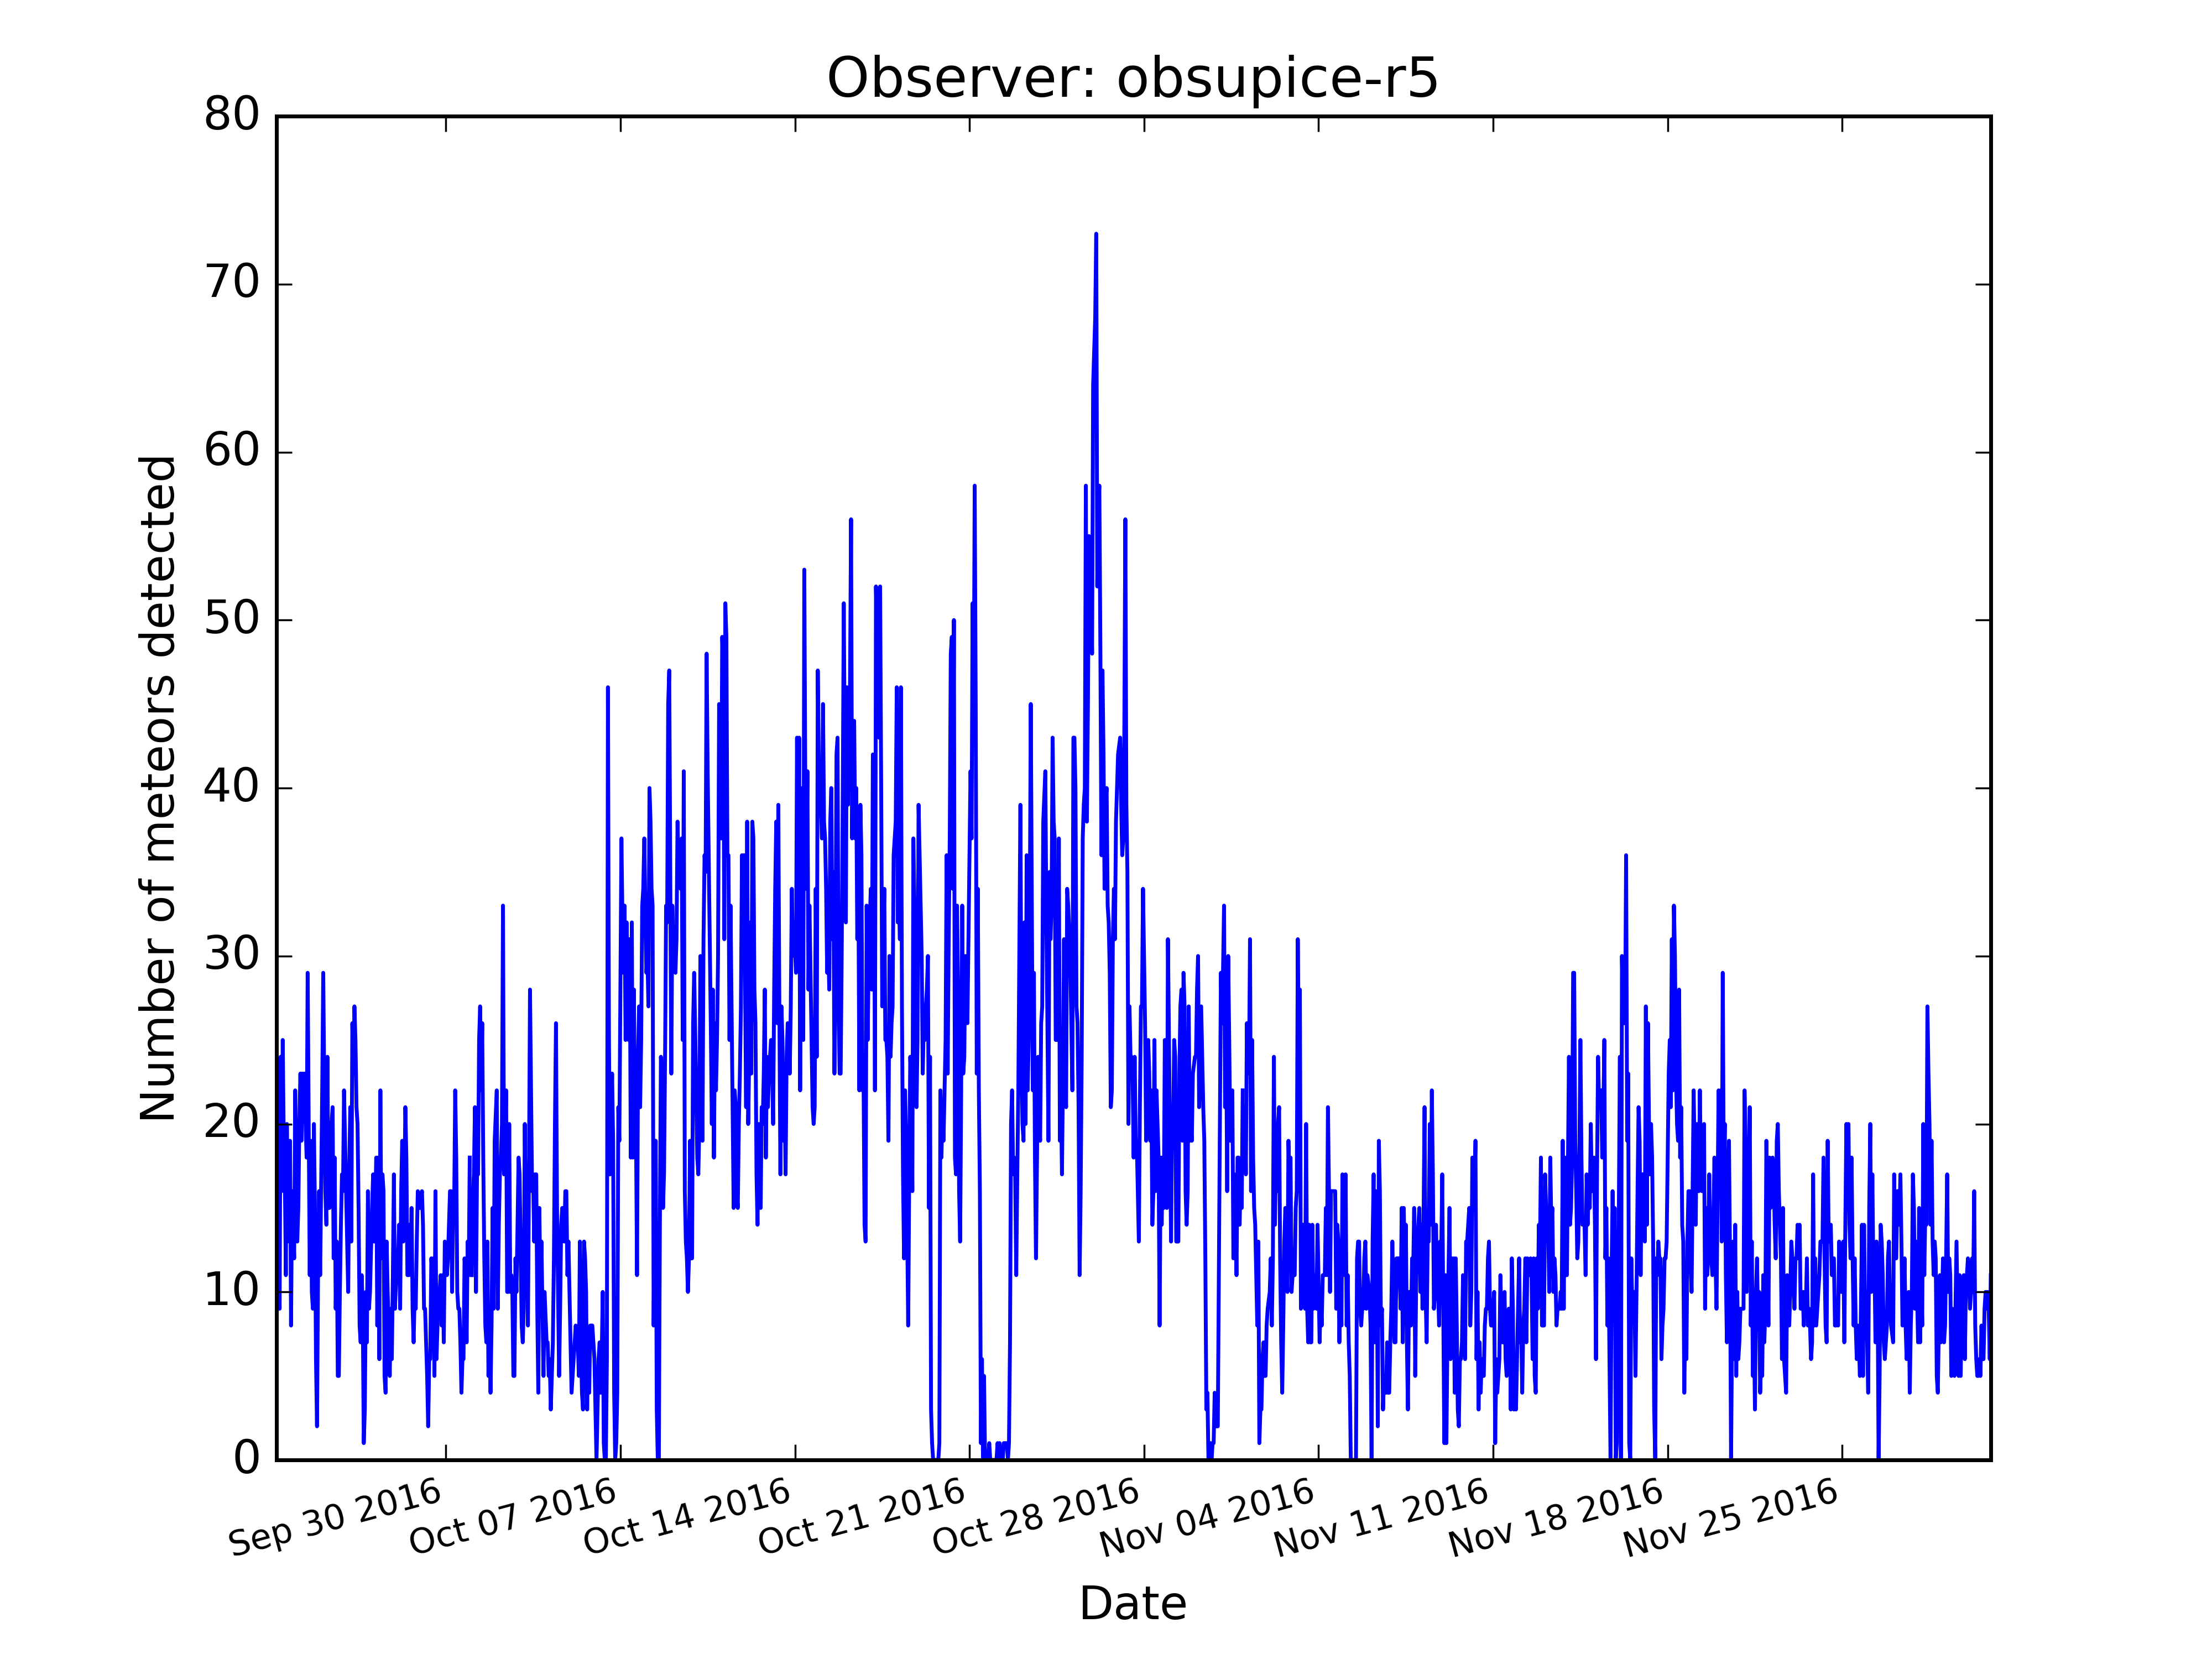 Observer: obsupice-r5
80
70
60
50
40
30
20
10
0
Number of meteors detected
Sep 30 2016
Oct 07 2016
Oct 14 2016
Oct 21 2016
Oct 28 2016
Nov 04 2016
Nov 11 2016
Nov 18 2016
Nov 25 2016
Date